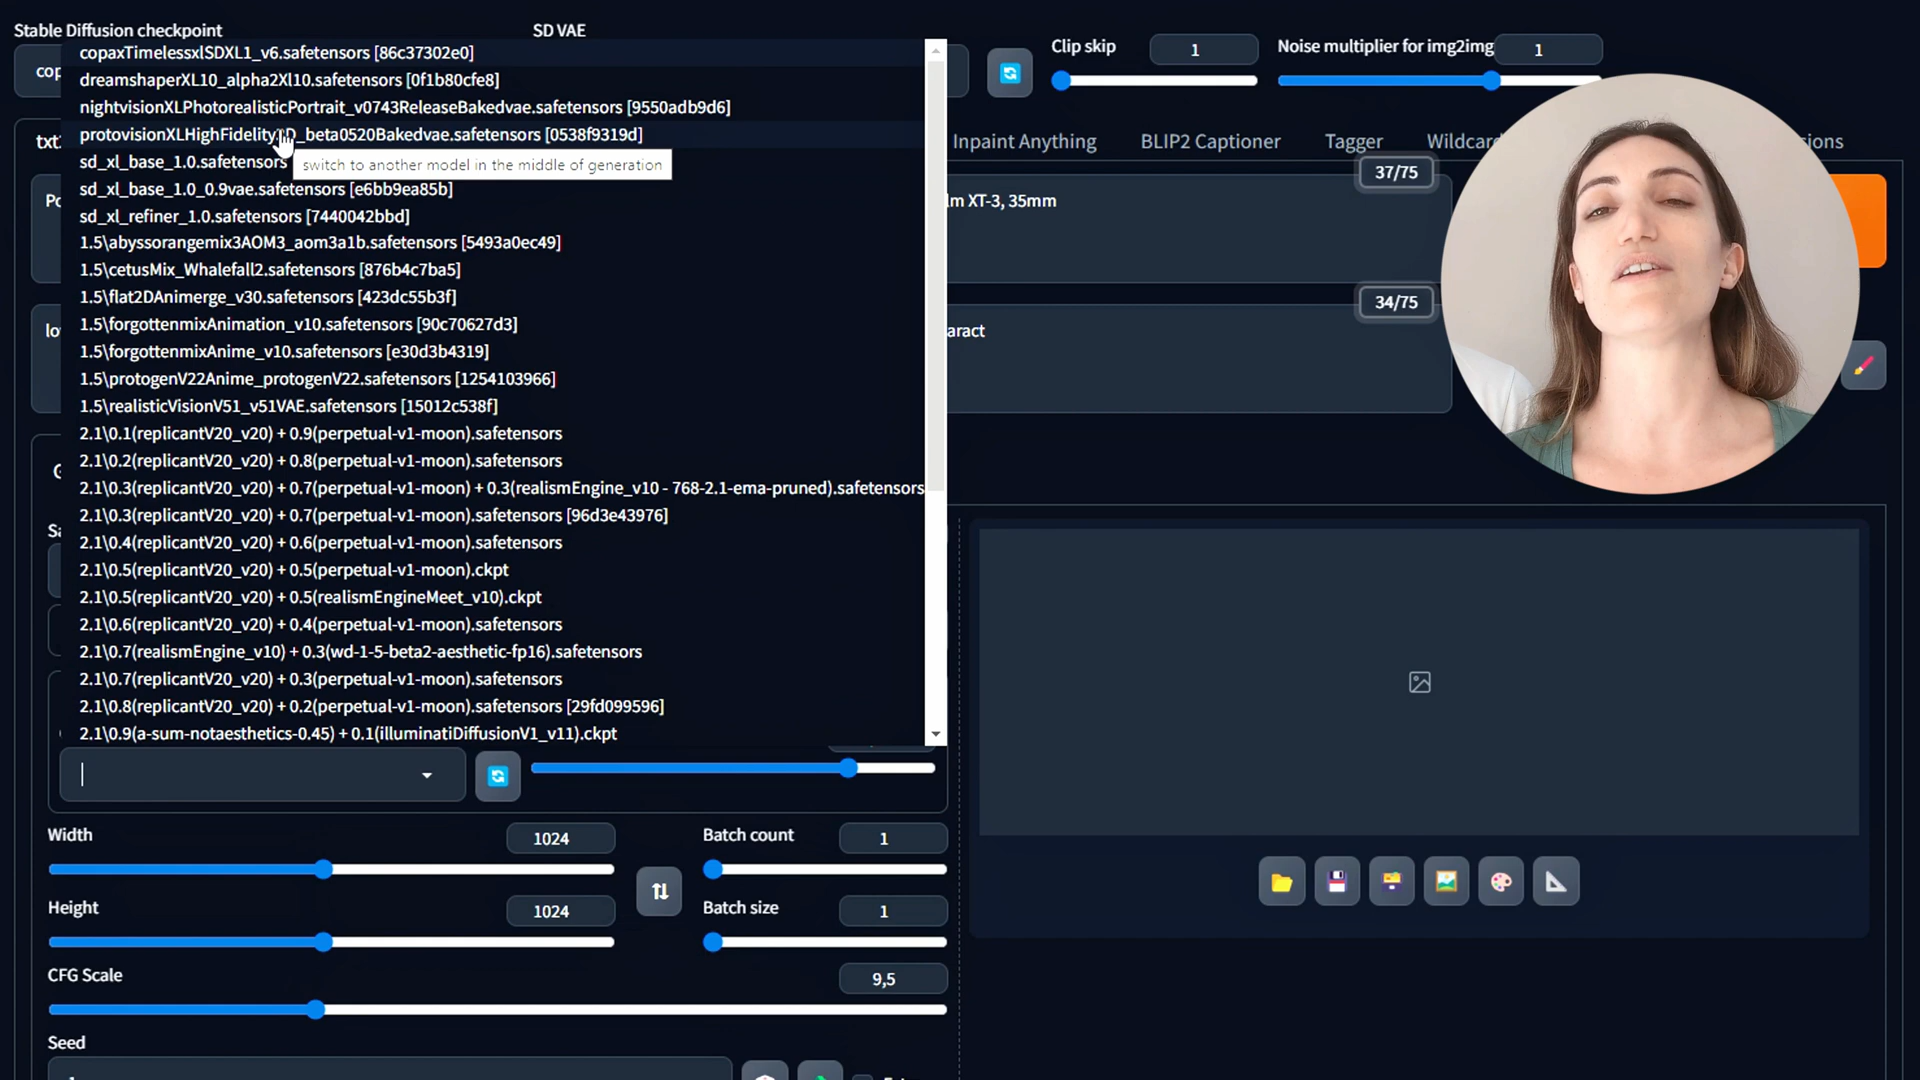 Stable Diffusion checkpoint
SD VAE
Clip skip
1
Noise multiplier for img2img
1
cop
copaxTimelessxlSDXL1_v6.safetensors [86c37302e0]
dreamshaperXL10_alpha2Xl10.safetensors [0f1b80cfe8]
nightvisionXLPhotorealisticPortrait_v0743ReleaseBakedvae.safetensors [9550adb9d6]
protovisionXLHighFidelity3D_beta0520Bakedvae.safetensors [0538f9319d]
switch to another model in the middle of generation
sd_xl_base_1.0.safetensors
sd_xl_base_1.0_0.9vae.safetensors [e6bb9ea85b]
sd_xl_refiner_1.0.safetensors [7440042bbd]
1.5\abyssorangemix3AOM3_aom3a1b.safetensors [5493a0ec49]
1.5\cetusMix_Whalefall2.safetensors [876b4c7ba5]
1.5\flat2DAnimerge_v30.safetensors [423dc55b3f]
1.5\forgottenmixAnimation_v10.safetensors [90c70627d3]
1.5\forgottenmixAnime_v10.safetensors [e30d3b4319]
1.5\protogenV22Anime_protogenV22.safetensors [1254103966]
1.5\realisticVisionV51_v51VAE.safetensors [15012c538f]
2.1\0.1(replicantV20_v20) + 0.9(perpetual-v1-moon).safetensors
2.1\0.2(replicantV20_v20) + 0.8(perpetual-v1-moon).safetensors
2.1\0.3(replicantV20_v20) + 0.7(perpetual-v1-moon) + 0.3(realismEngine_v10 - 768-2.1-ema-pruned).safetensors
2.1\0.3(replicantV20_v20) + 0.7(perpetual-v1-moon).safetensors [96d3e43976]
2.1\0.4(replicantV20_v20) + 0.6(perpetual-v1-moon).safetensors
2.1\0.5(replicantV20_v20) + 0.5(perpetual-v1-moon).ckpt
2.1\0.5(replicantV20_v20) + 0.5(realismEngineMeet_v10).ckpt
2.1\0.6(replicantV20_v20) + 0.4(perpetual-v1-moon).safetensors
2.1\0.7(realismEngine_v10) + 0.3(wd-1-5-beta2-aesthetic-fp16).safetensors
2.1\0.7(replicantV20_v20) + 0.3(perpetual-v1-moon).safetensors
2.1\0.8(replicantV20_v20) + 0.2(perpetual-v1-moon).safetensors [29fd099596]
2.1\0.9(a-sum-notaesthetics-0.45) + 0.1(illuminatiDiffusionV1_v11).ckpt
txt2
Inpaint Anything
BLIP2 Captioner
Tagger
Wildcar
ions
37/75
Po
lm XT-3, 35mm
34/75
lo
aract
G
Sa
Width
1024
Batch count
1
Height
1024
Batch size
1
CFG Scale
9,5
Seed